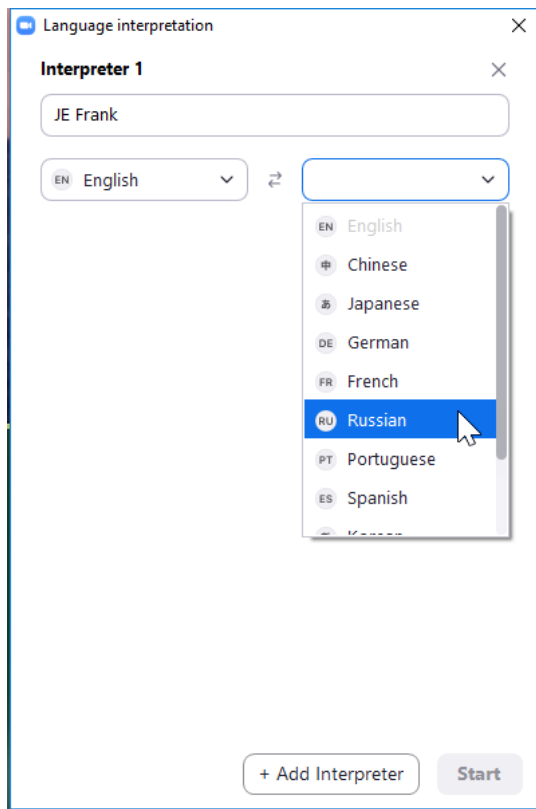 Language interpretation
Interpreter 1
JE Frank
EN English
EN English
中 Chinese
あ Japanese
DE German
FR French
RU Russian
PT Portuguese
ES Spanish
+ Add Interpreter Start